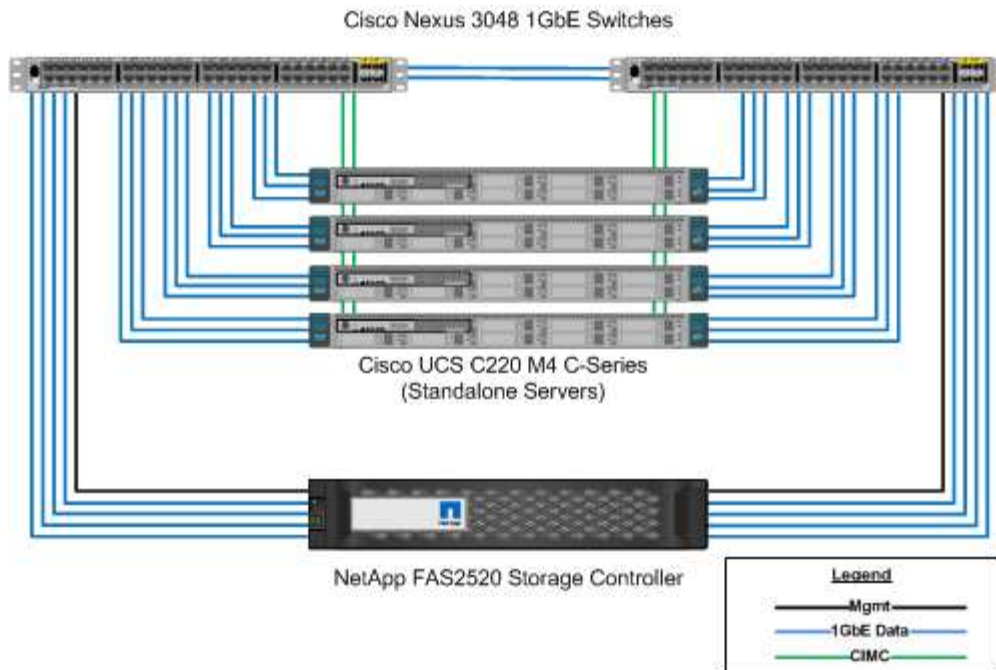 Cisco Nexus 3048 1GbE Switches
Cisco UCS C220 M4 C-Series
(Standalone Servers)
NetApp FAS2520 Storage Controller
Legend
Mgmt
1GbE Data
CIMC